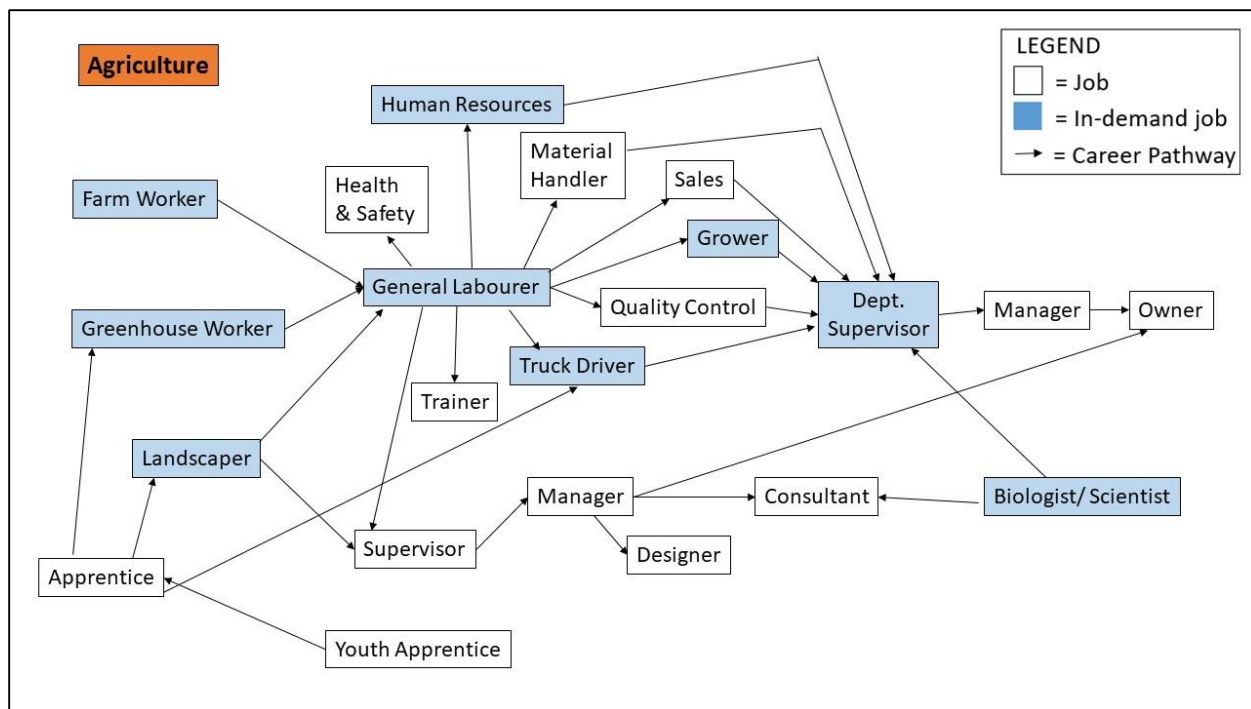 Agriculture
LEGEND
= Job
= In-demand job
= Career Pathway
Human Resources
Material
Handler
Sales
Health
& Safety
Farm Worker
Grower
General Labourer
Quality Control
Dept.
Supervisor
Manager
Owner
Greenhouse Worker
Truck Driver
Trainer
Landscaper
Manager
Consultant
Biologist/ Scientist
Supervisor
Designer
Apprentice
Youth Apprentice